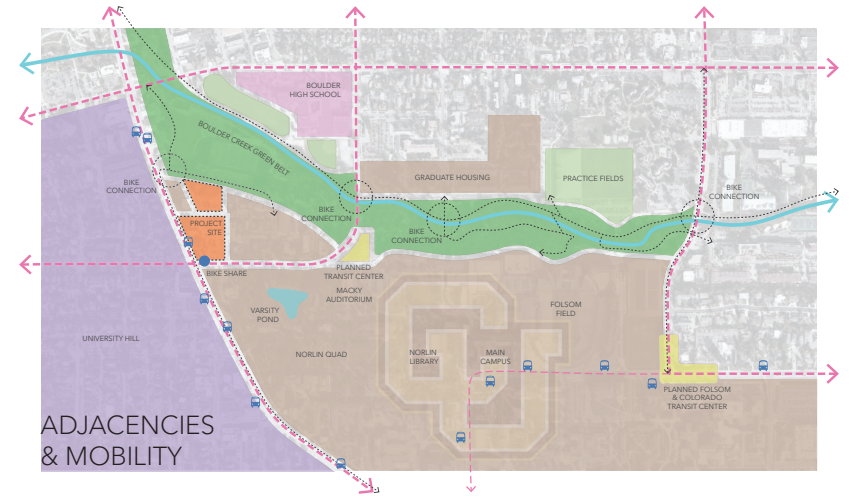 BOULDER
HIGH SCHOOL
BOULDER CREEK GREEN BELT
GRADUATE HOUSING
PRACTICE FIELDS
BIKE
CONNECTION
BIKE
CONNECTION
BIKE
CONNECTION
BIKE
CONNECTION
PROJECT
SITE
BIKE SHARE
PLANNED
TRANSIT CENTER
MACKY
AUDITORIUM
VARSITY
POND
FOLSOM
FIELD
UNIVERSITY HILL
NORLIN QUAD
NORLIN
LIBRARY
MAIN
CAMPUS
PLANNED FOLSOM
& COLORADO
TRANSIT CENTER
ADJACENCIES
& MOBILITY